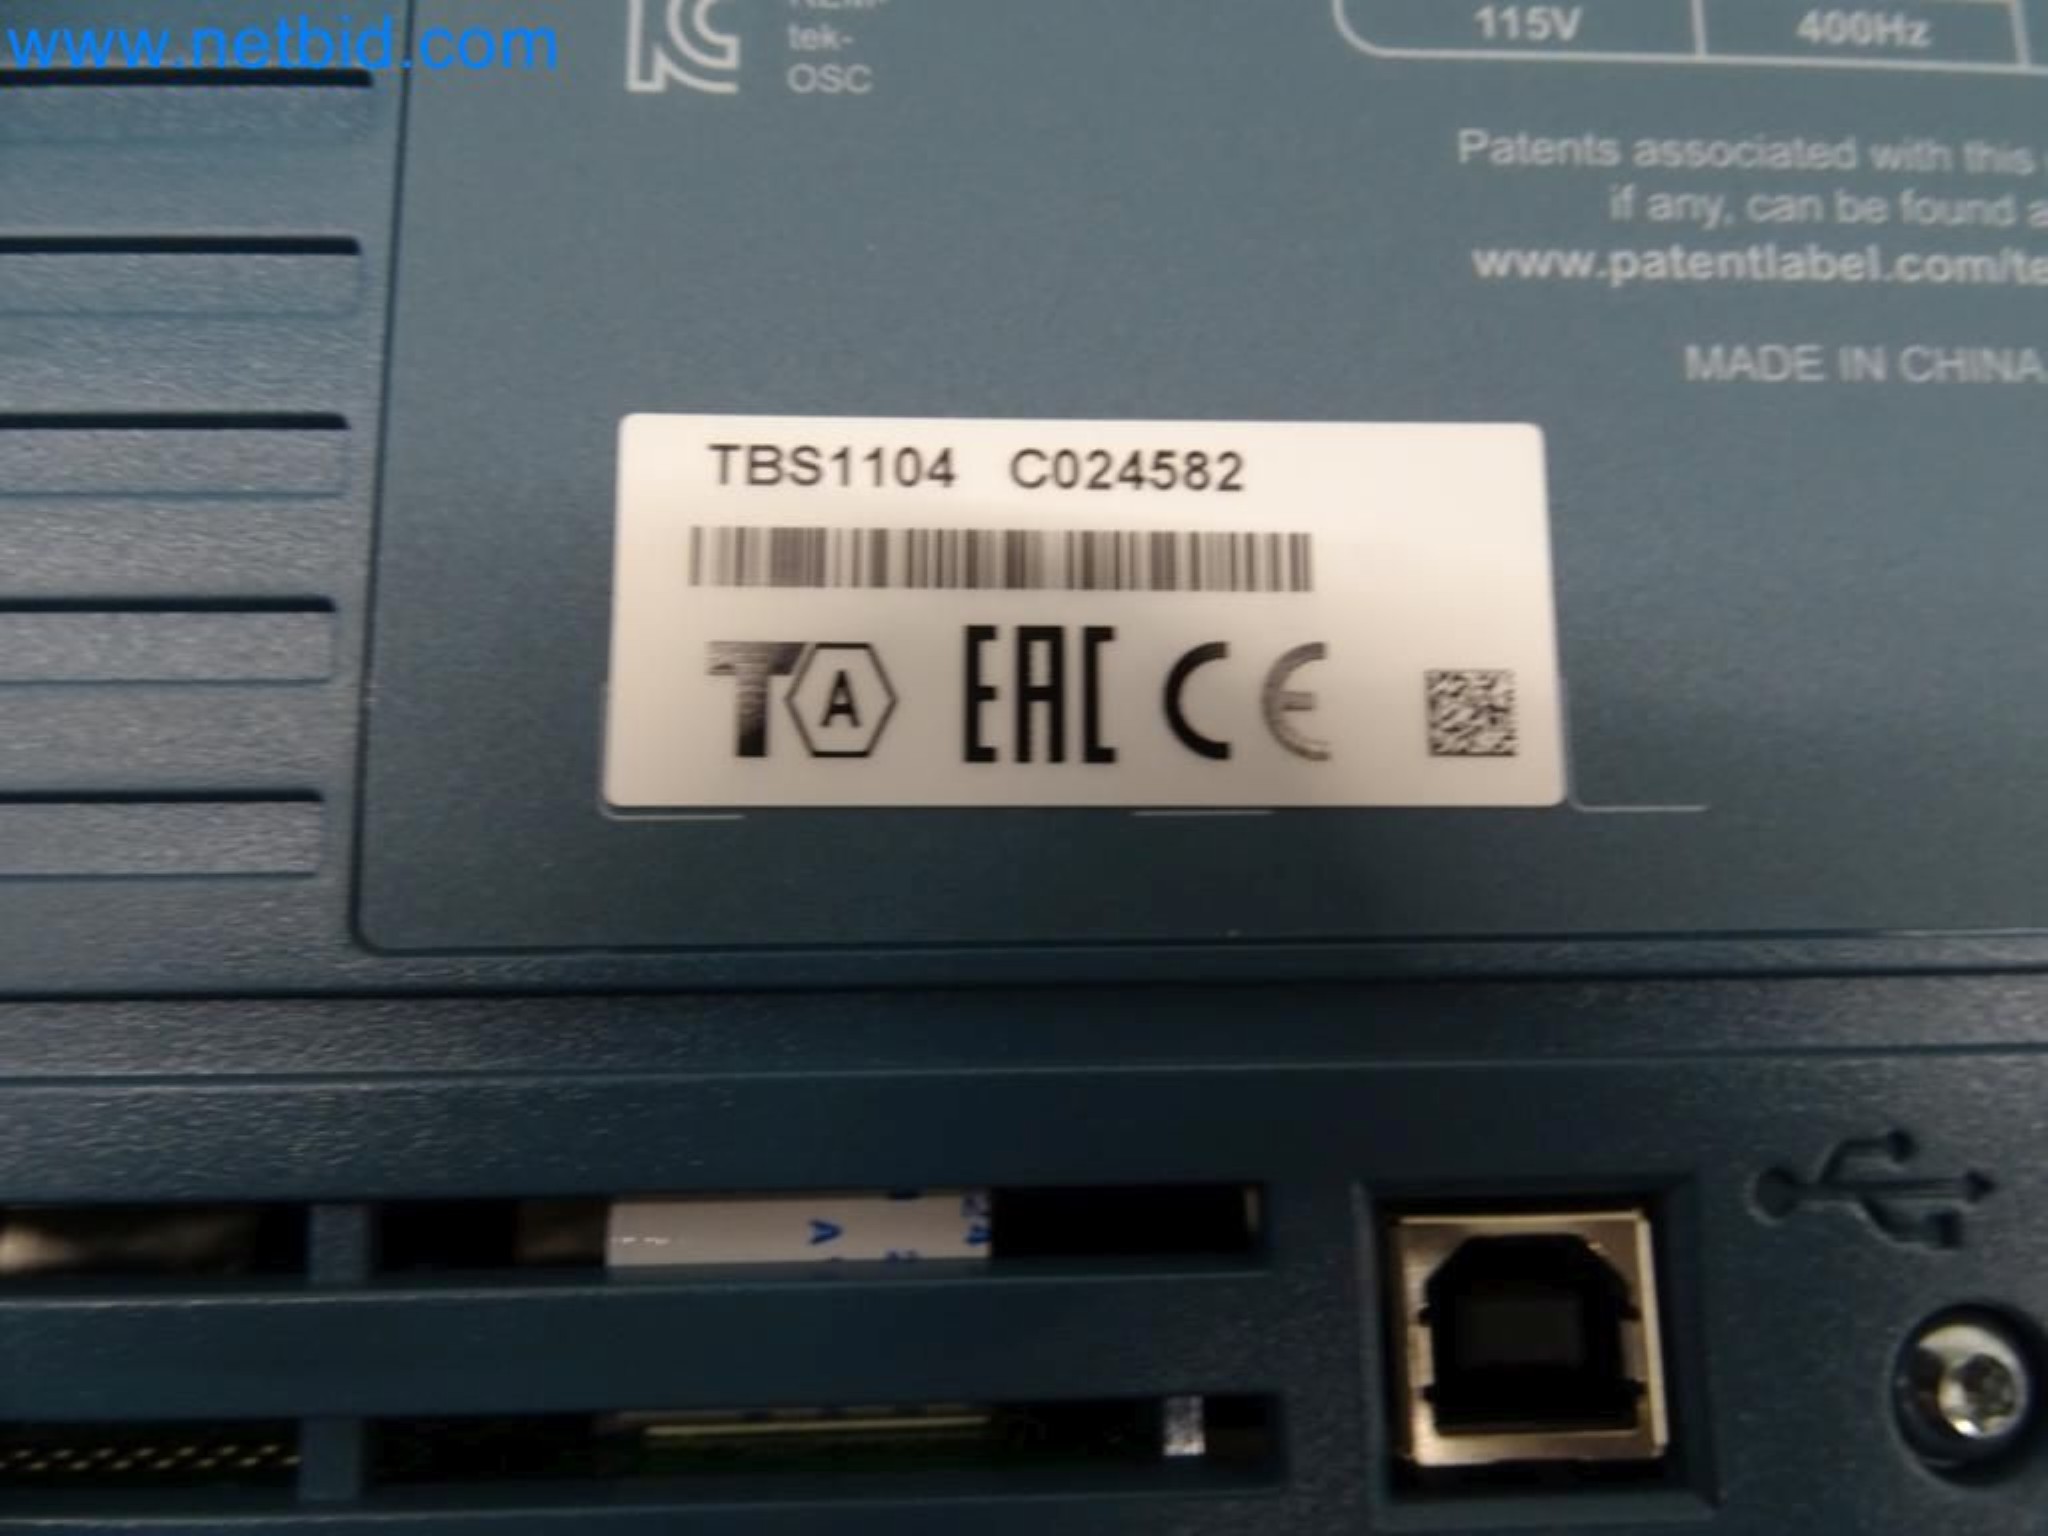 www.netbid.com
tek-
OSC
115V 400Hz
Patents associated with this
if any, can be found
www.patentlabel.com/te
MADE IN CHINA
TBS1104 C024582
A
EAC CE
A